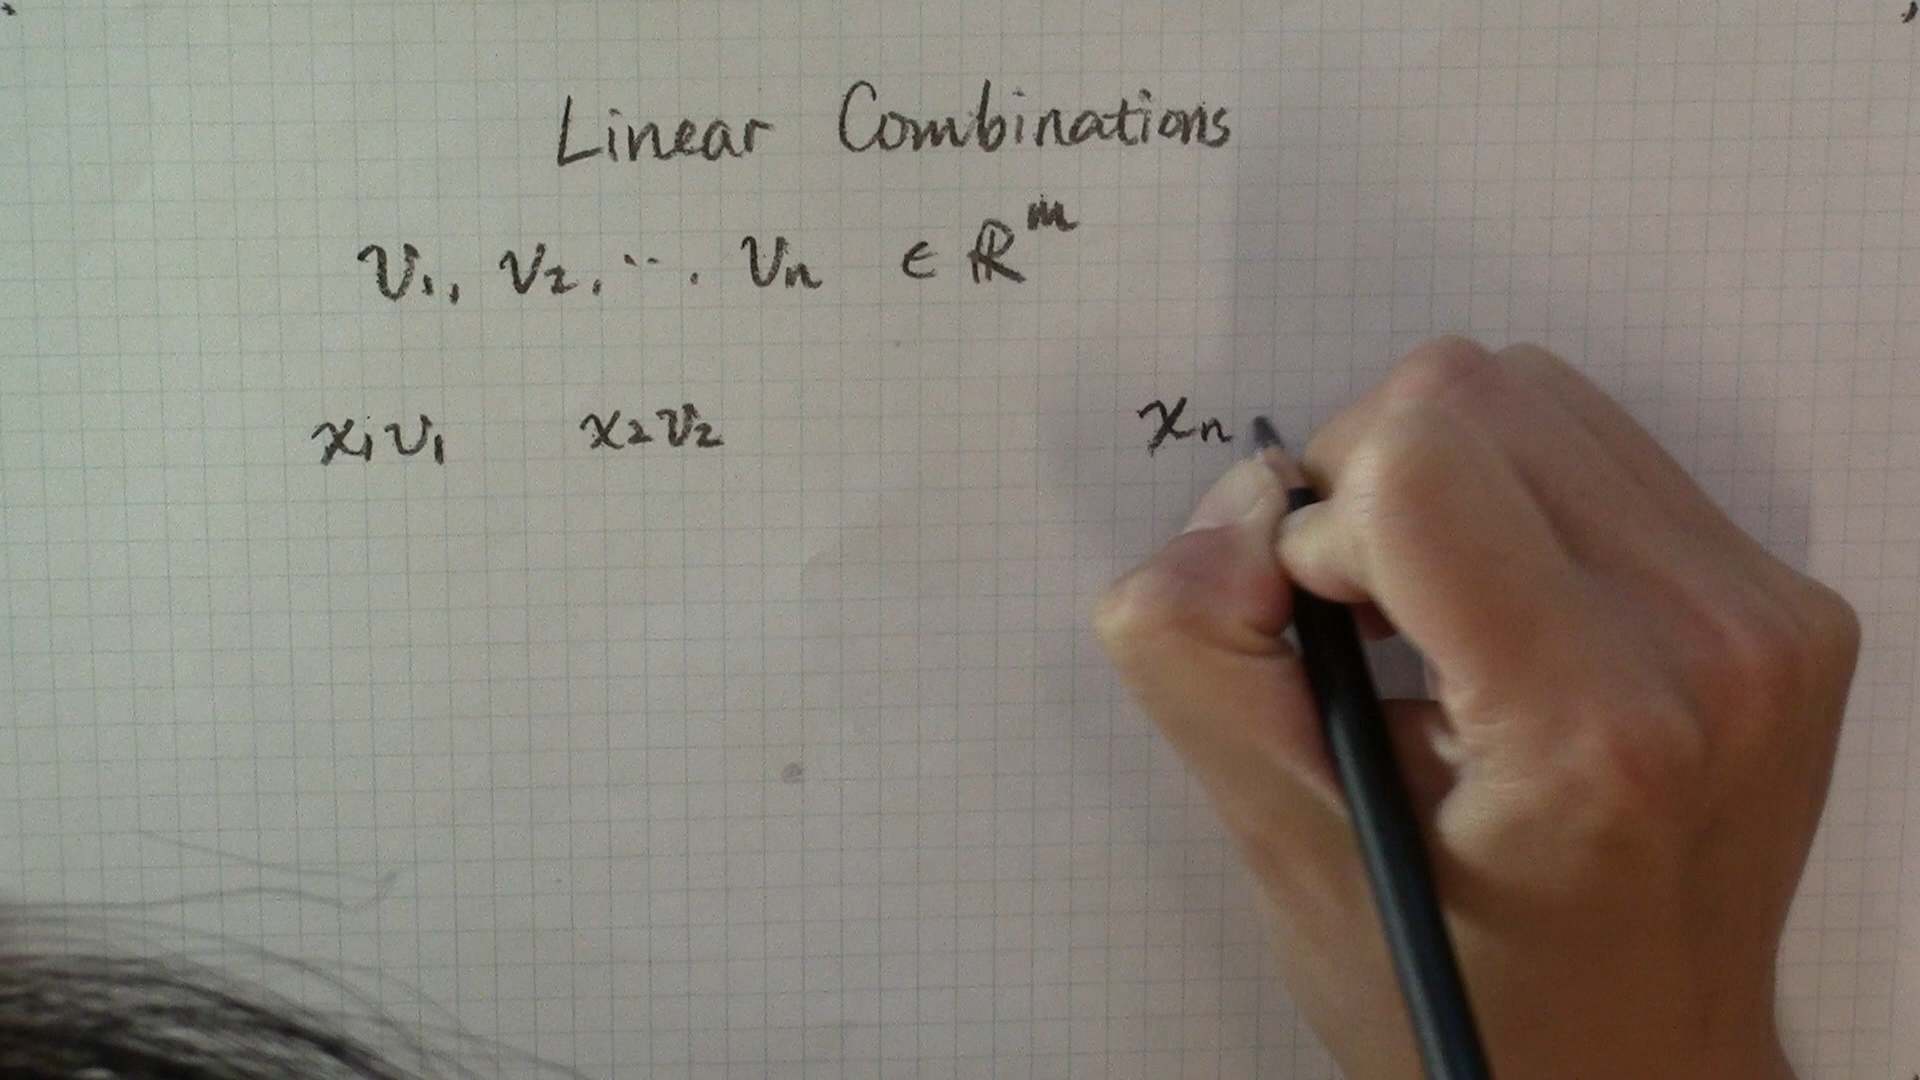 Linear Combinations
v₁, v₂, ..., vₙ ∈ ℝᵐ
x₁v₁ x₂v₂ xₙ